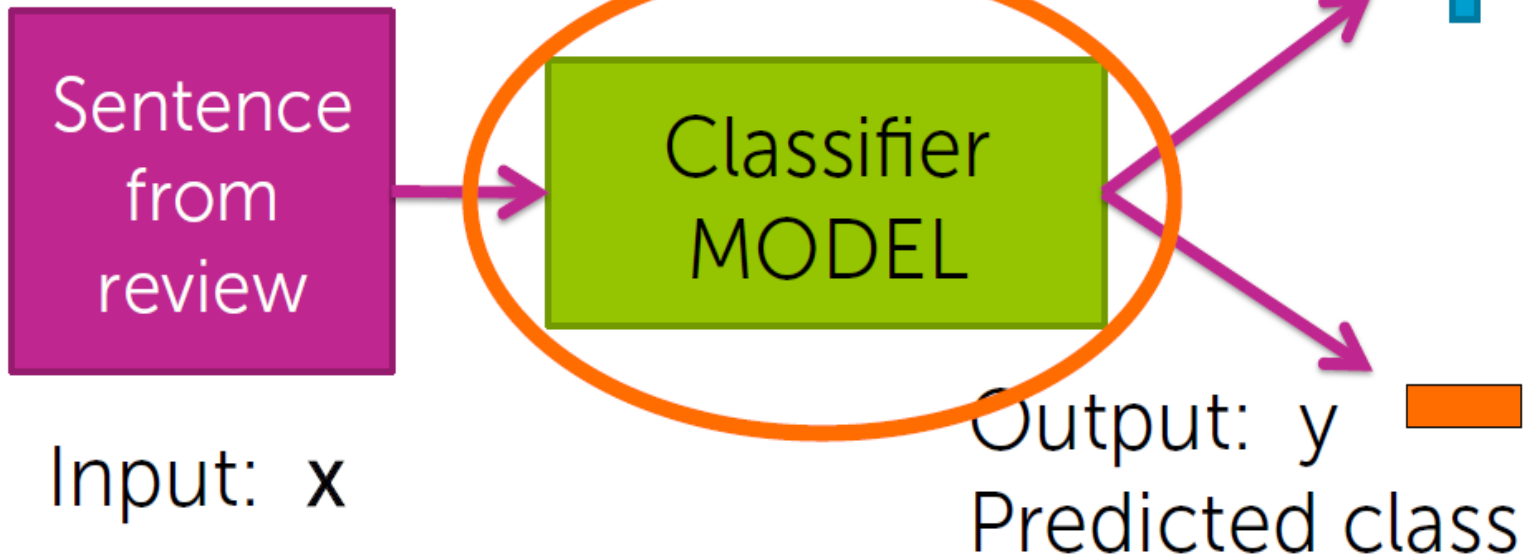 Sentence
from
review
Classifier
MODEL
Input: x
Output: y
Predicted class